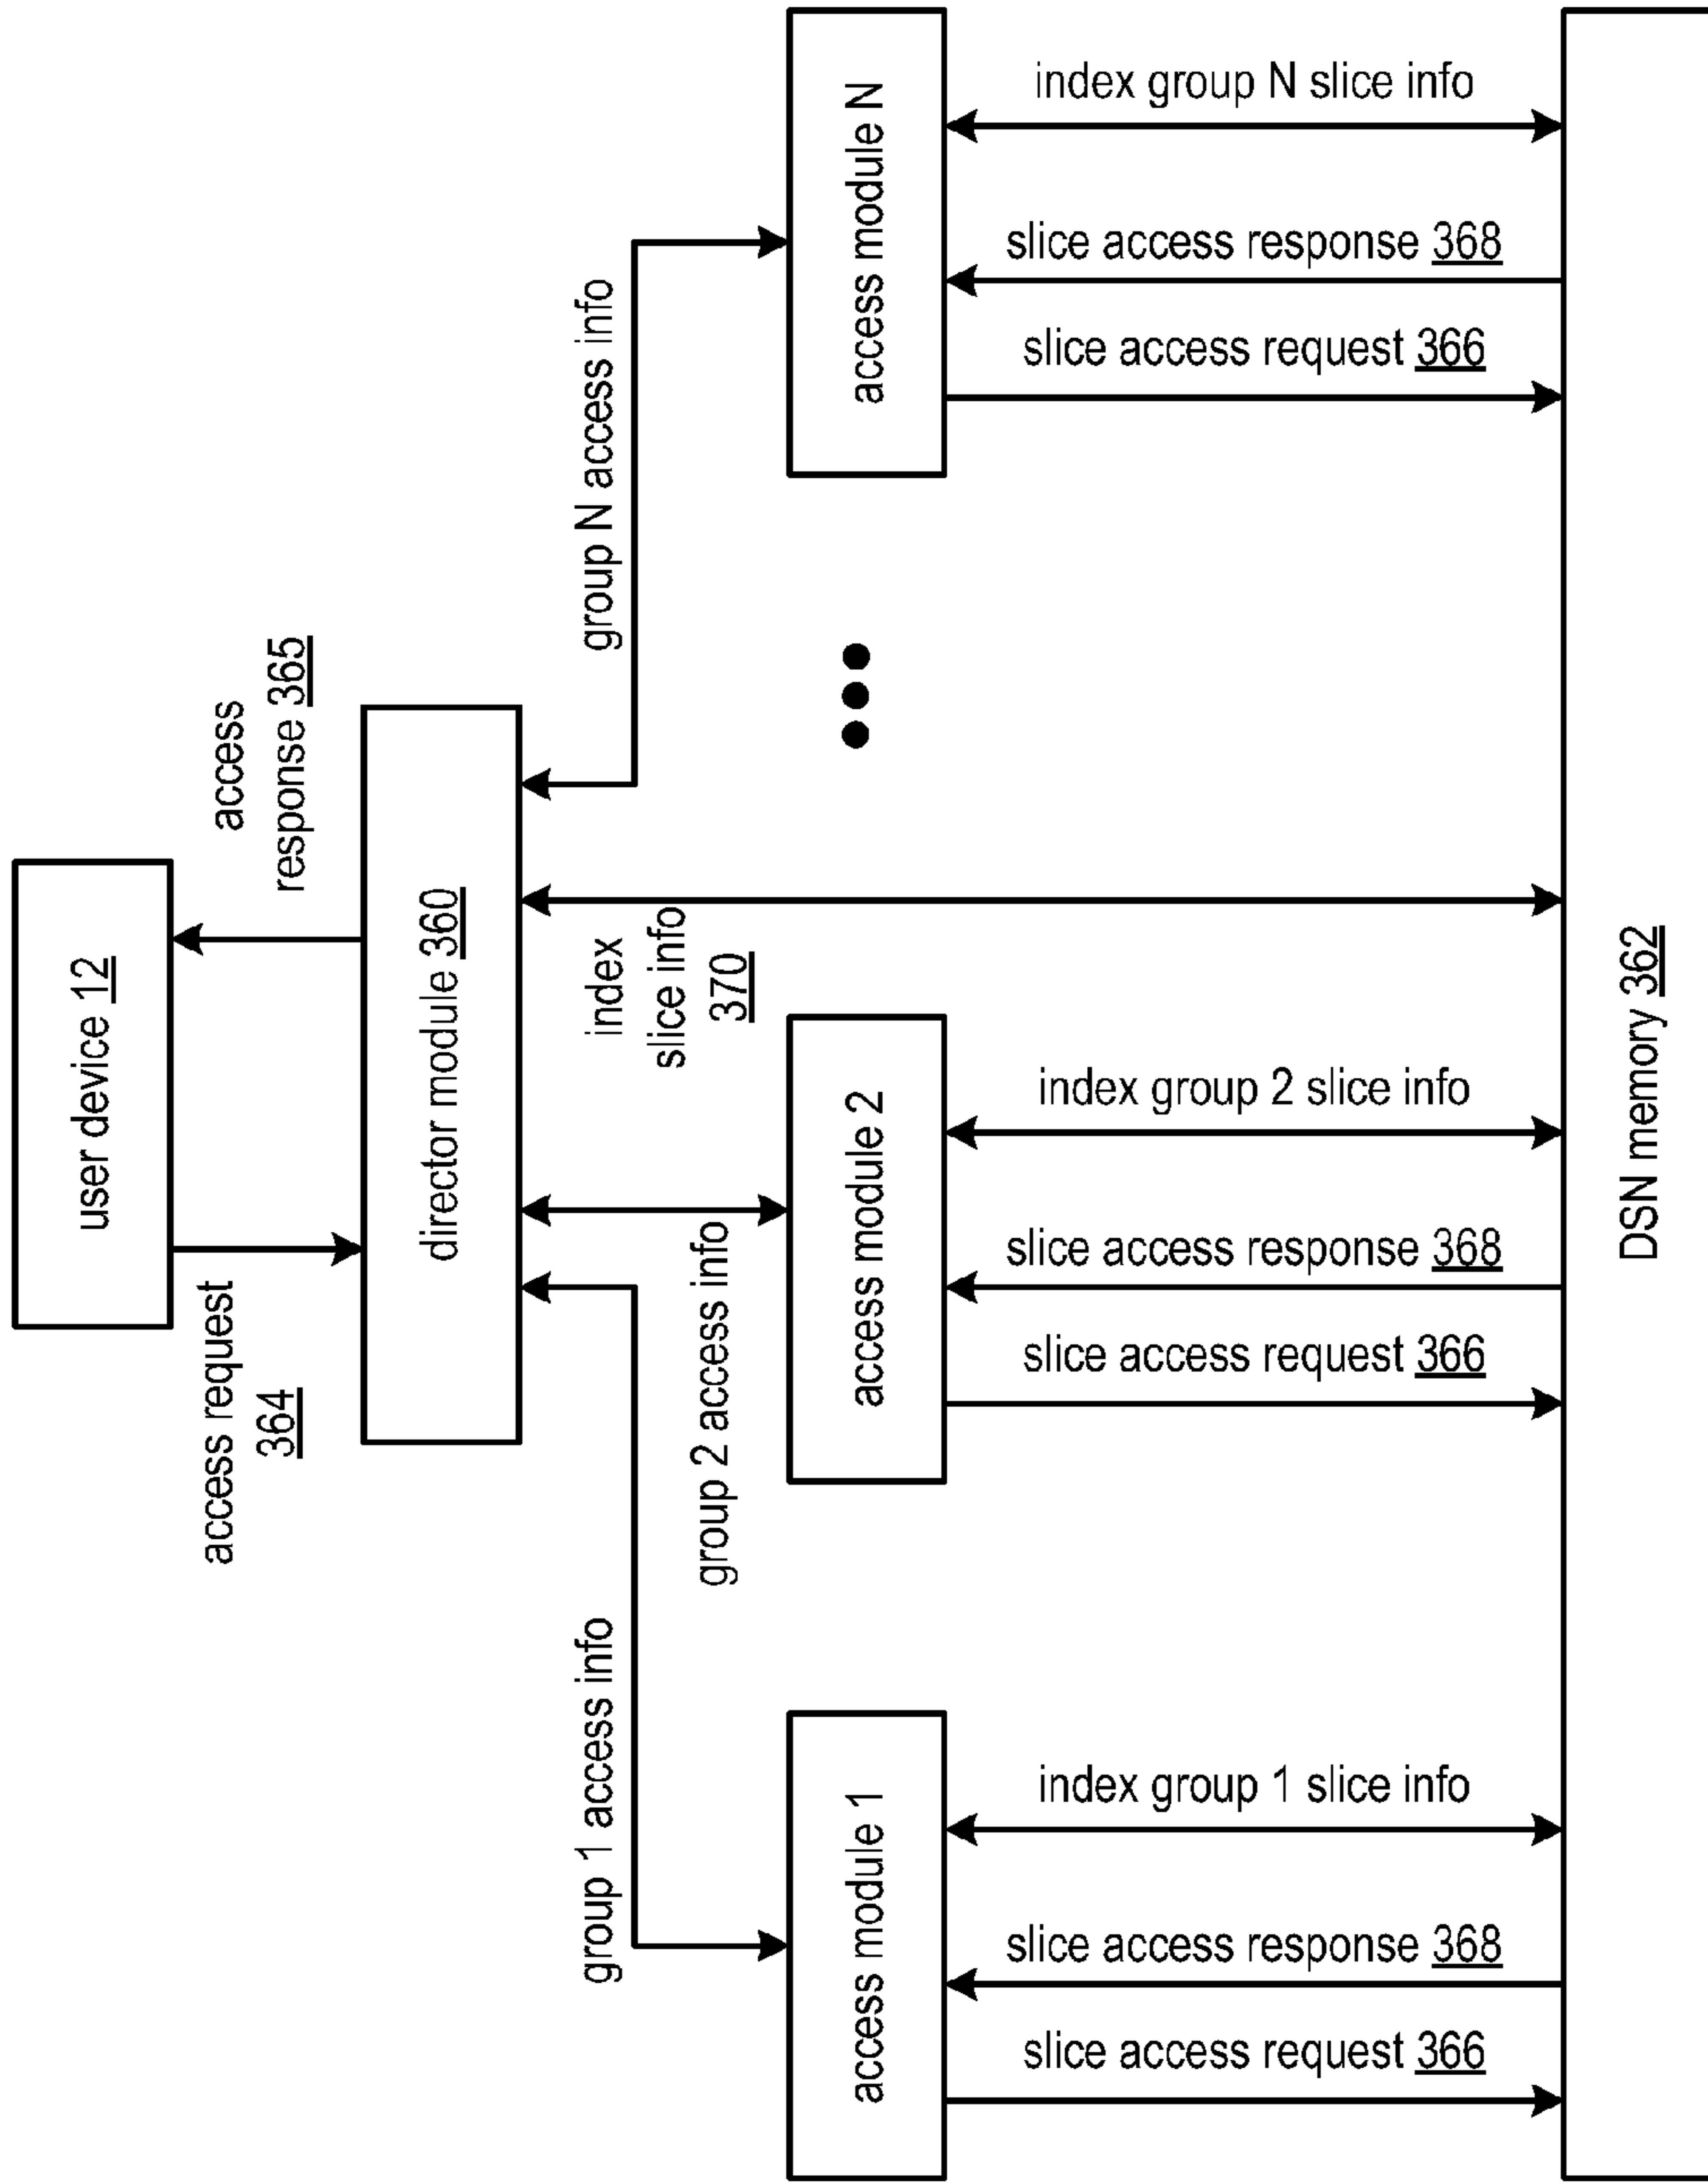 user device 12
access request
364
access
response 365
director module 360
group 1 access info
group 2 access info
index
slice info
370
group N access info
access module 1
access module 2
access module N
slice access request 366
slice access response 368
index group 1 slice info
slice access request 366
slice access response 368
index group 2 slice info
slice access request 366
slice access response 368
index group N slice info
DSN memory 362